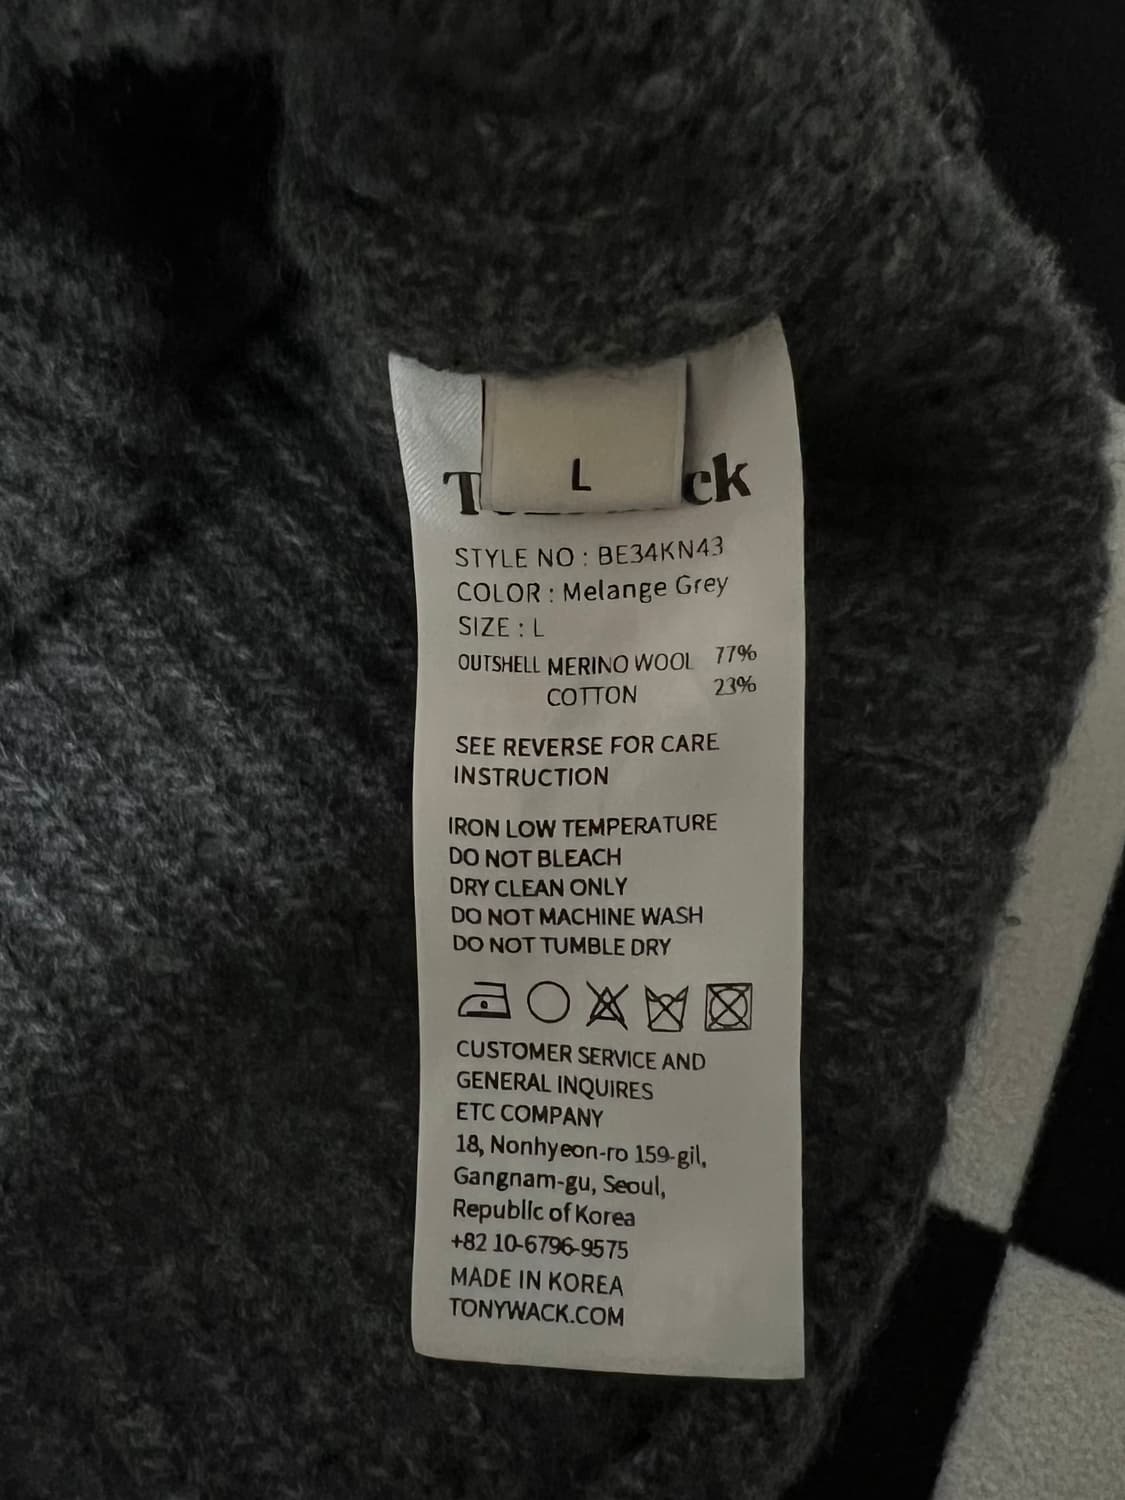 L
STYLE NO : BE34KN43
COLOR : Melange Grey
SIZE : L
OUTSHELL MERINO WOOL 77%
COTTON 23%
SEE REVERSE FOR CARE
INSTRUCTION
IRON LOW TEMPERATURE
DO NOT BLEACH
DRY CLEAN ONLY
DO NOT MACHINE WASH
DO NOT TUMBLE DRY
CUSTOMER SERVICE AND
GENERAL INQUIRES
ETC COMPANY
18, Nonhyeon-ro 159-gil,
Gangnam-gu, Seoul,
Republic of Korea
+82 10-6796-9575
MADE IN KOREA
TONYWACK.COM